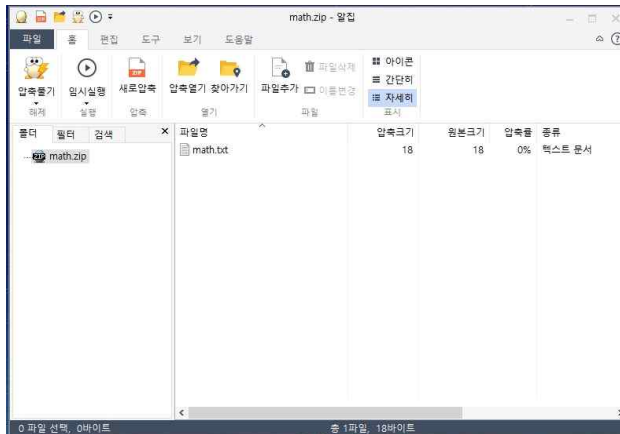 math.zip - 알집
파일 홈 편집 도구 보기 도움말
압축풀기 임시실행 새로압축 압축열기 찾아가기 파일추가 파일삭제 이름변경 아이콘 간단히 자세히
해제 실행 압축 열기 파일 표시
폴더 필터 검색
파일명 압축크기 원본크기 압축률 종류
ZIP math.zip
math.txt 18 18 0% 텍스트 문서
0 파일 선택, 0바이트 총 1파일, 18바이트